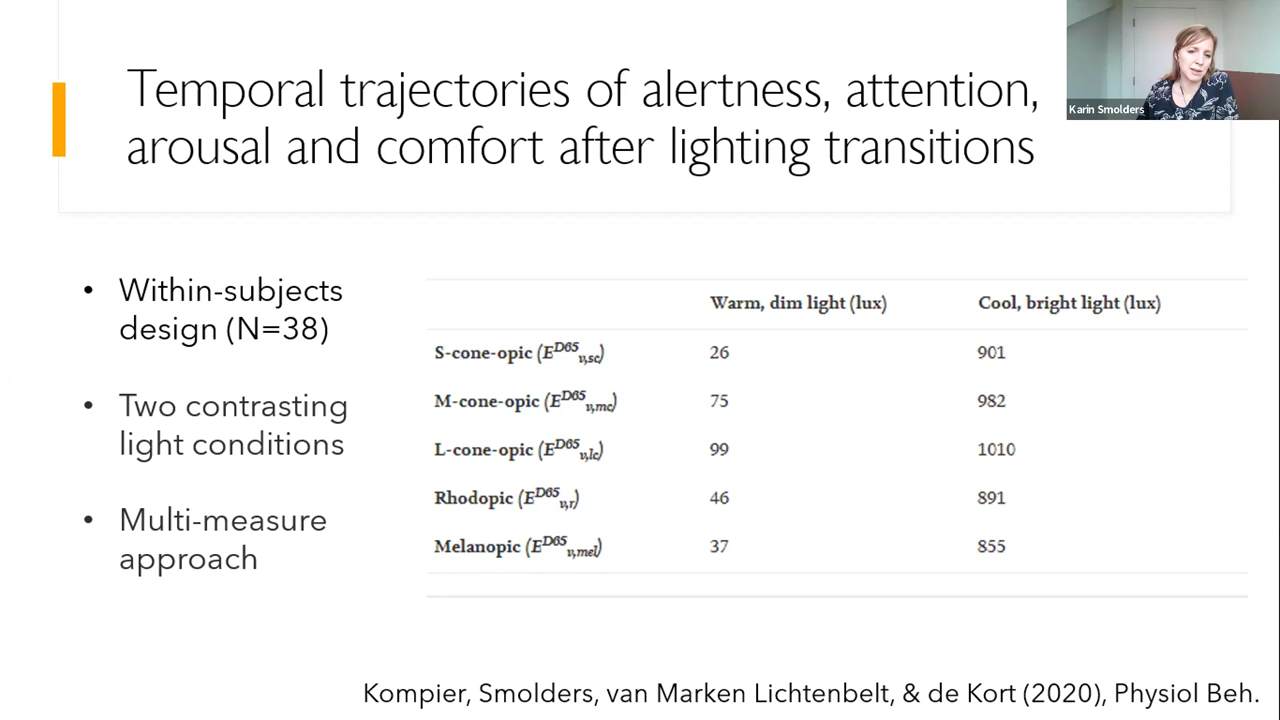 Temporal trajectories of alertness, attention,
arousal and comfort after lighting transitions
Karin Smolders
• Within-subjects
design (N=38)
• Two contrasting
light conditions
• Multi-measure
approach
Warm, dim light (lux) Cool, bright light (lux)
S-cone-opic (E^D65_v,sc) 26 901
M-cone-opic (E^D65_v,mc) 75 982
L-cone-opic (E^D65_v,lc) 99 1010
Rhodopic (E^D65_v,r) 46 891
Melanopic (E^D65_v,mel) 37 855
Kompier, Smolders, van Marken Lichtenbelt, & de Kort (2020), Physiol Beh.